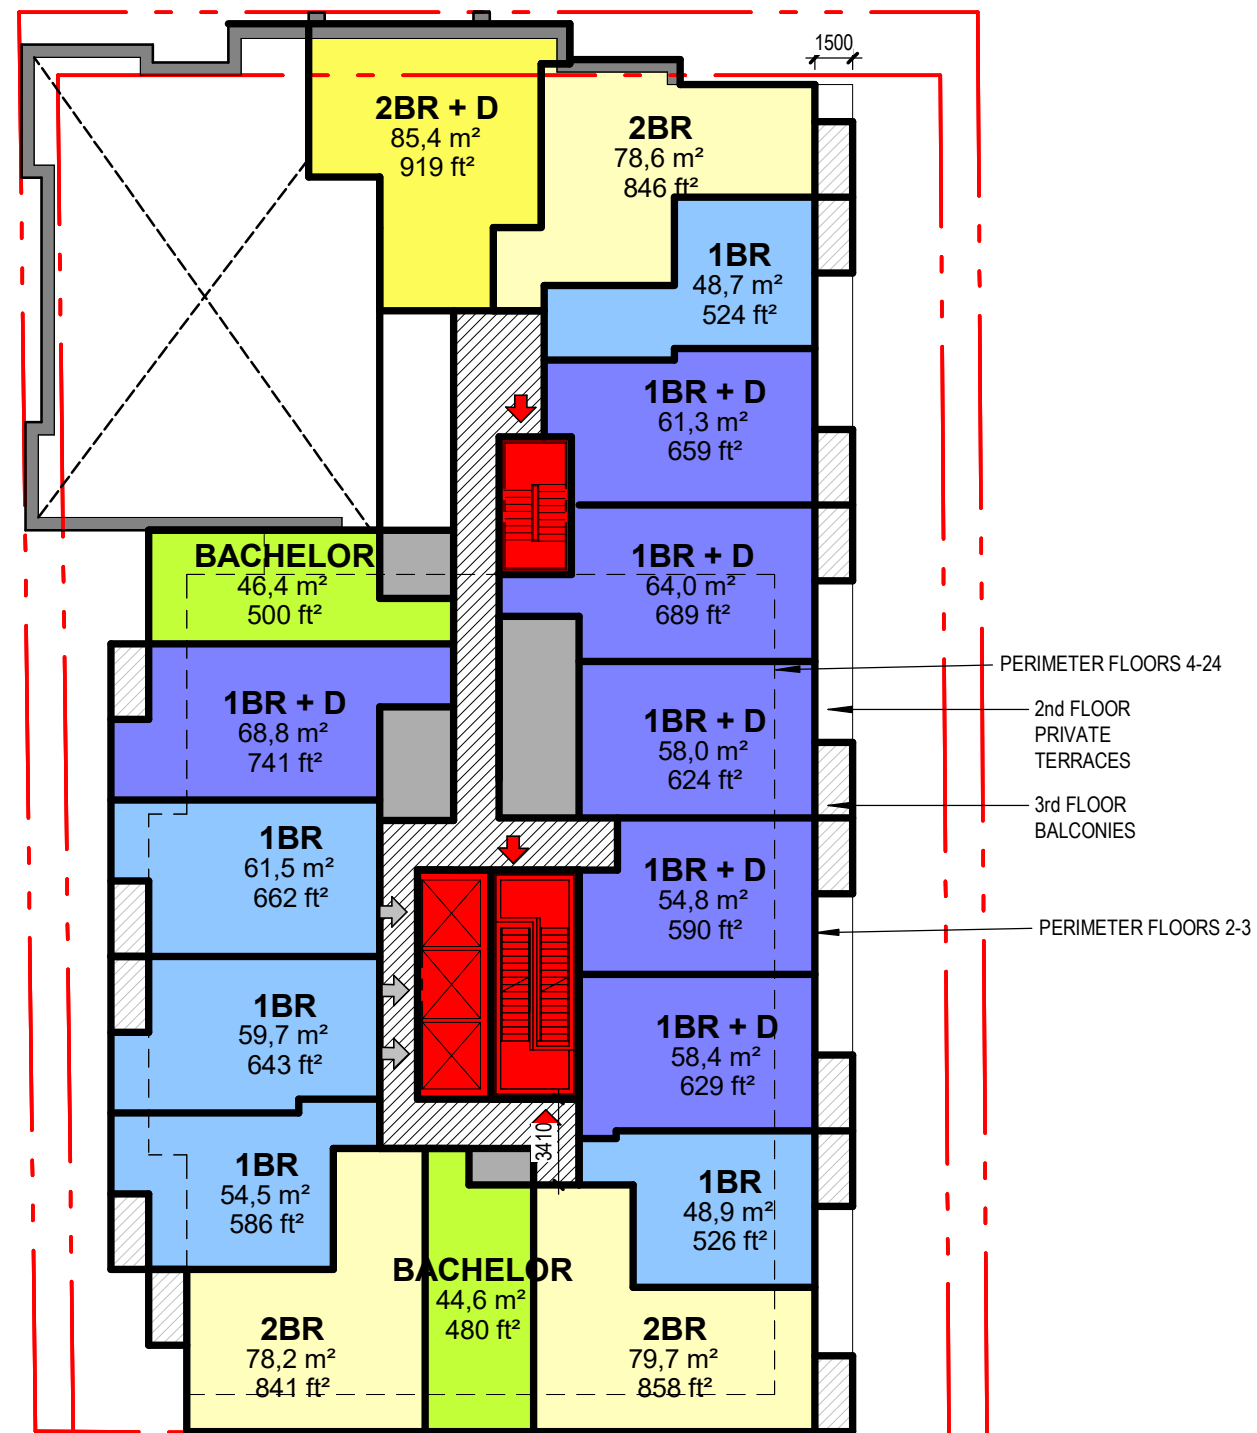 1500
2BR + D
85,4 m²
919 ft²
2BR
78,6 m²
846 ft²
1BR
48,7 m²
524 ft²
1BR + D
61,3 m²
659 ft²
BACHELOR
46,4 m²
500 ft²
1BR + D
64,0 m²
689 ft²
PERIMETER FLOORS 4-24
1BR + D
68,8 m²
741 ft²
1BR + D
58,0 m²
624 ft²
2nd FLOOR
PRIVATE
TERRACES
3rd FLOOR
BALCONIES
1BR
61,5 m²
662 ft²
1BR + D
54,8 m²
590 ft²
PERIMETER FLOORS 2-3
1BR
59,7 m²
643 ft²
1BR + D
58,4 m²
629 ft²
3410
1BR
54,5 m²
586 ft²
1BR
48,9 m²
526 ft²
BACHELOR
44,6 m²
480 ft²
2BR
78,2 m²
841 ft²
2BR
79,7 m²
858 ft²